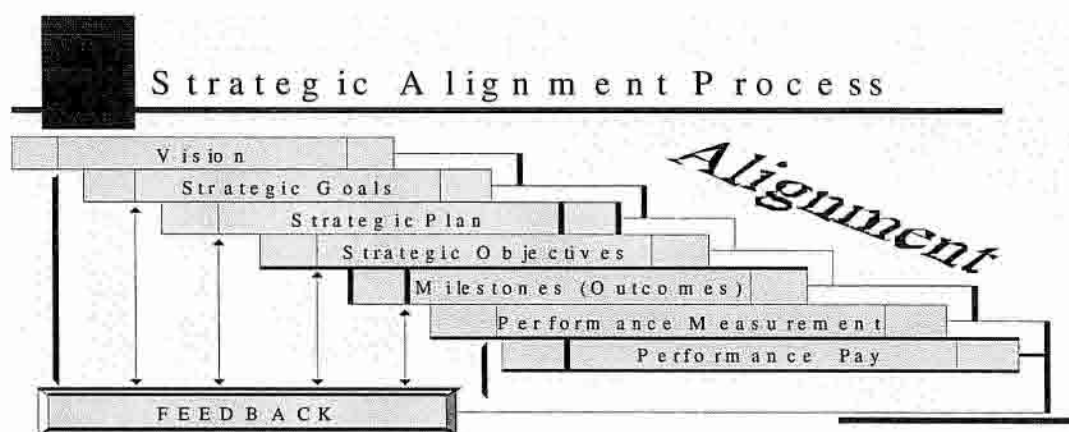 Strategic Alignment Process
Alignment
Vision
Strategic Goals
Strategic Plan
Strategic Objectives
Milestones (Outcomes)
Performance Measurement
Performance Pay
FEEDBACK